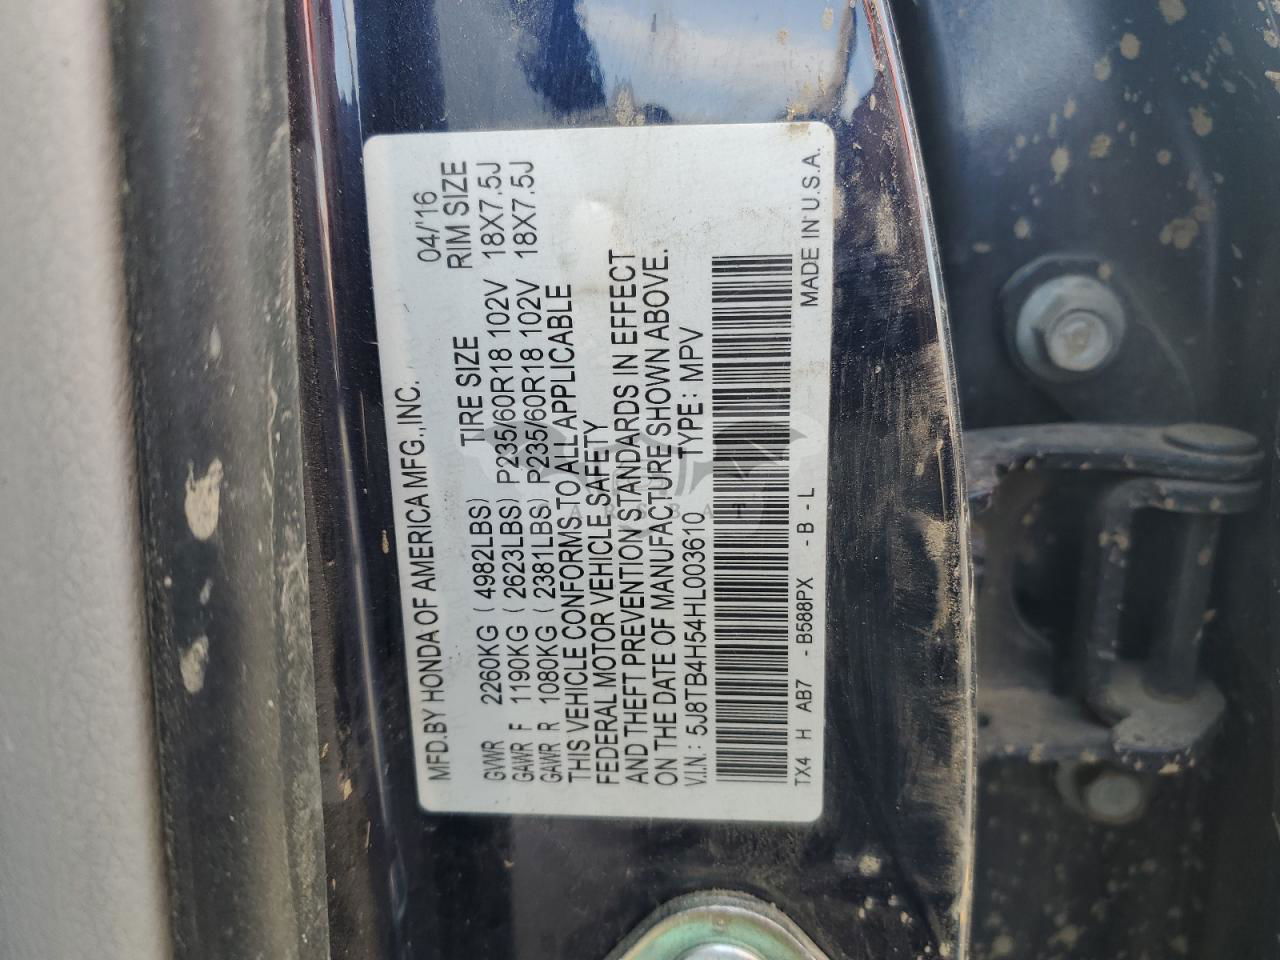 MFD. BY HONDA OF AMERICA MFG., INC. 04/'16
TIRE SIZE RIM SIZE
GVWR 2260KG ( 4982LBS)
GAWR F 1190KG ( 2623LBS) P235/60R18 102V 18X7.5J
GAWR R 1080KG ( 2381LBS) P235/60R18 102V 18X7.5J
THIS VEHICLE CONFORMS TO ALL APPLICABLE
FEDERAL MOTOR VEHICLE SAFETY
AND THEFT PREVENTION STANDARDS IN EFFECT
ON THE DATE OF MANUFACTURE SHOWN ABOVE.
V.I.N: 5J8TB4H54HL003610 TYPE: MPV
TX4 H AB7 - B588PX - B - L MADE IN U.S.A.